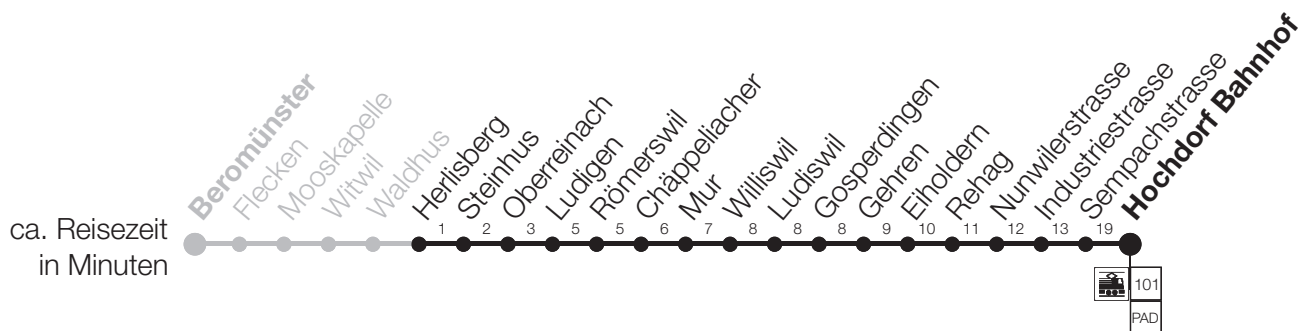 Beromünster
Flecken
Mooskapelle
Witwil
Waldhus
Herlisberg
Steinhus
Oberreinach
Ludigen
Römerswil
Chäppeliacher
Mur
Williswil
Ludiswil
Gosperdingen
Gehren
Eiholdern
Rehag
Nunwilerstrasse
Industriestrasse
Sempachstrasse
Hochdorf Bahnhof
ca. Reisezeit
in Minuten
1 2 3 5 5 6 7 8 8 8 9 10 11 12 13 19
101
PAD